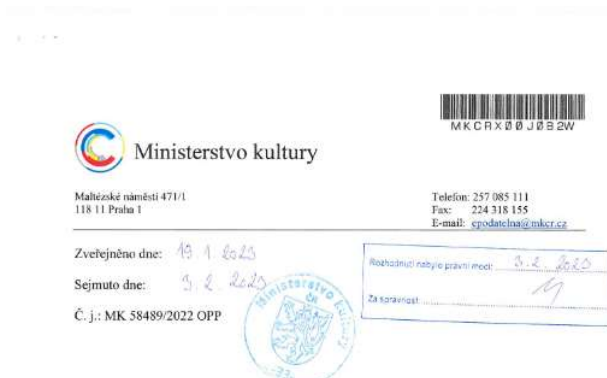 MKCRX00J0B2W
Ministerstvo kultury
Maltézské náměstí 471/1
118 11 Praha 1
Telefon: 257 085 111
Fax: 224 318 155
E-mail: epodatelna@mkcr.cz
Zveřejněno dne: 19. 1. 2023
Sejmuto dne: 3. 2. 2023
Č. j.: MK 58489/2022 OPP
Rozhodnutí nabylo právní moci: 3. 2. 2023
Za správnost
Ministerstvo kultury
ČR